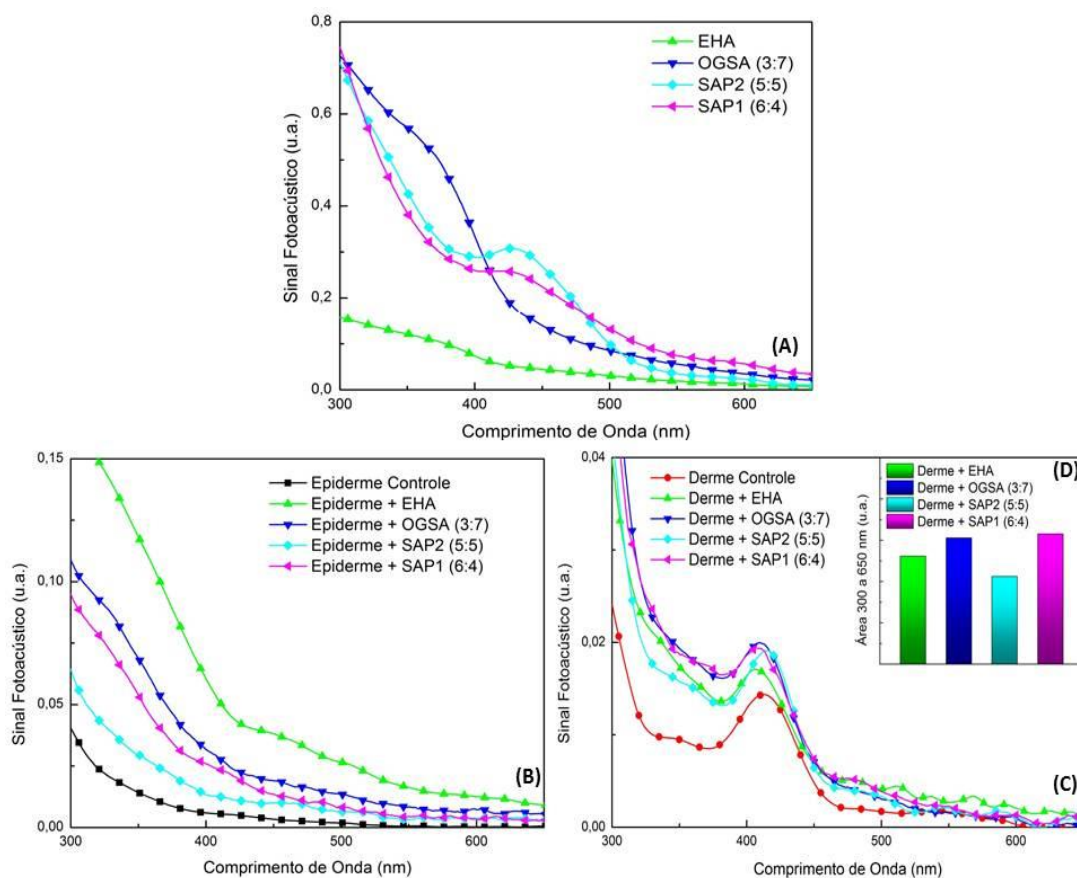 0,8
0,6
0,4
0,2
0,0
Sinal Fotoacústico (u.a.)
EHA
OGSA (3:7)
SAP2 (5:5)
SAP1 (6:4)
(A)
300
400
500
600
Comprimento de Onda (nm)
0,15
0,10
0,05
0,00
Sinal Fotoacústico (u.a.)
Epiderme Controle
Epiderme + EHA
Epiderme + OGSA (3:7)
Epiderme + SAP2 (5:5)
Epiderme + SAP1 (6:4)
(B)
300
400
500
600
Comprimento de Onda (nm)
0,04
0,02
0,00
Sinal Fotoacústico (u.a.)
Derme Controle
Derme + EHA
Derme + OGSA (3:7)
Derme + SAP2 (5:5)
Derme + SAP1 (6:4)
(C)
300
400
500
600
Comprimento de Onda (nm)
Área 300 a 650 nm (u.a.)
Derme + EHA
Derme + OGSA (3:7)
Derme + SAP2 (5:5)
Derme + SAP1 (6:4)
(D)